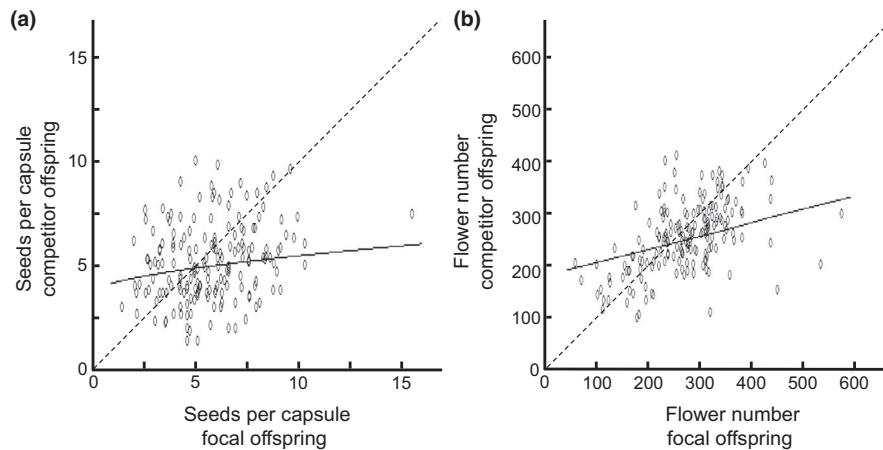 (a)
15
10
5
0
Seeds per capsule
competitor offspring
0 5 10 15
Seeds per capsule
focal offspring
(b)
600
500
400
300
200
100
0
Flower number
competitor offspring
0 100 200 300 400 500 600
Flower number
focal offspring